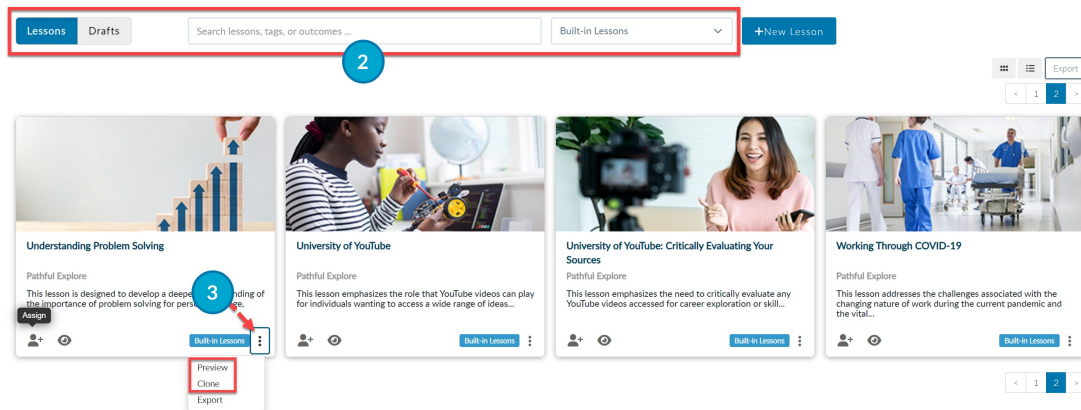 Lessons Drafts Search lessons, tags, or outcomes ... Built-in Lessons +New Lesson
2
Export
< 1 2 >
Understanding Problem Solving
Pathful Explore
This lesson is designed to develop a deeper nding of
the importance of problem solving for pers ge,
3
Assign
Built-in Lessons
Preview
Clone
Export
University of YouTube
Pathful Explore
This lesson emphasizes the role that YouTube videos can play
for individuals wanting to access a wide range of ideas...
Built-in Lessons
University of YouTube: Critically Evaluating Your
Sources
Pathful Explore
This lesson emphasizes the need to critically evaluate any
YouTube videos accessed for career exploration or skill...
Built-in Lessons
Working Through COVID-19
Pathful Explore
This lesson addresses the challenges associated with the
changing nature of work during the current pandemic and
the vital...
Built-in Lessons
< 1 2 >